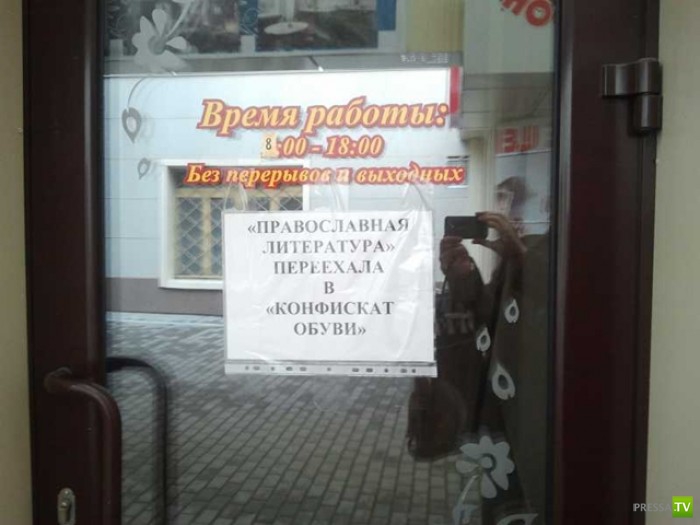 Время работы:
8:00 - 18:00
Без перерывов и выходных
«ПРАВОСЛАВНАЯ
ЛИТЕРАТУРА»
ПЕРЕЕХАЛА
В
«КОНФИСКАТ
ОБУВИ»
PRESSA.TV